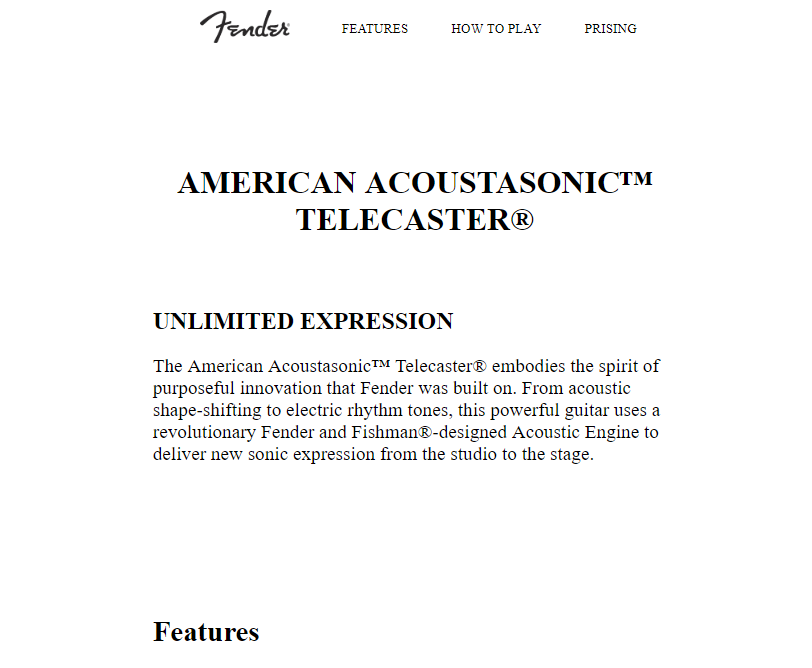 Fender
FEATURES HOW TO PLAY PRISING
AMERICAN ACOUSTASONIC™
TELECASTER®
UNLIMITED EXPRESSION
The American Acoustasonic™ Telecaster® embodies the spirit of
purposeful innovation that Fender was built on. From acoustic
shape-shifting to electric rhythm tones, this powerful guitar uses a
revolutionary Fender and Fishman®-designed Acoustic Engine to
deliver new sonic expression from the studio to the stage.
Features